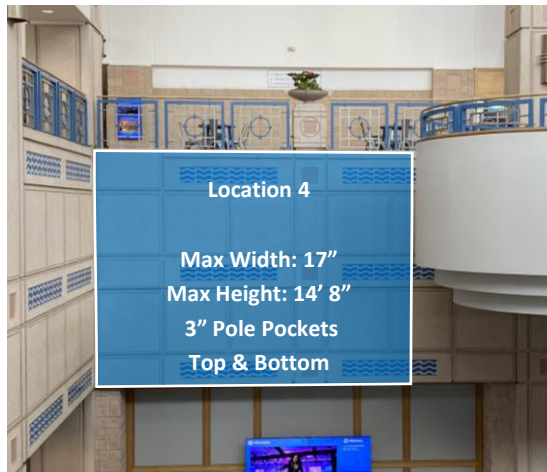 Location 4
Max Width: 17”
Max Height: 14’ 8”
3” Pole Pockets
Top & Bottom